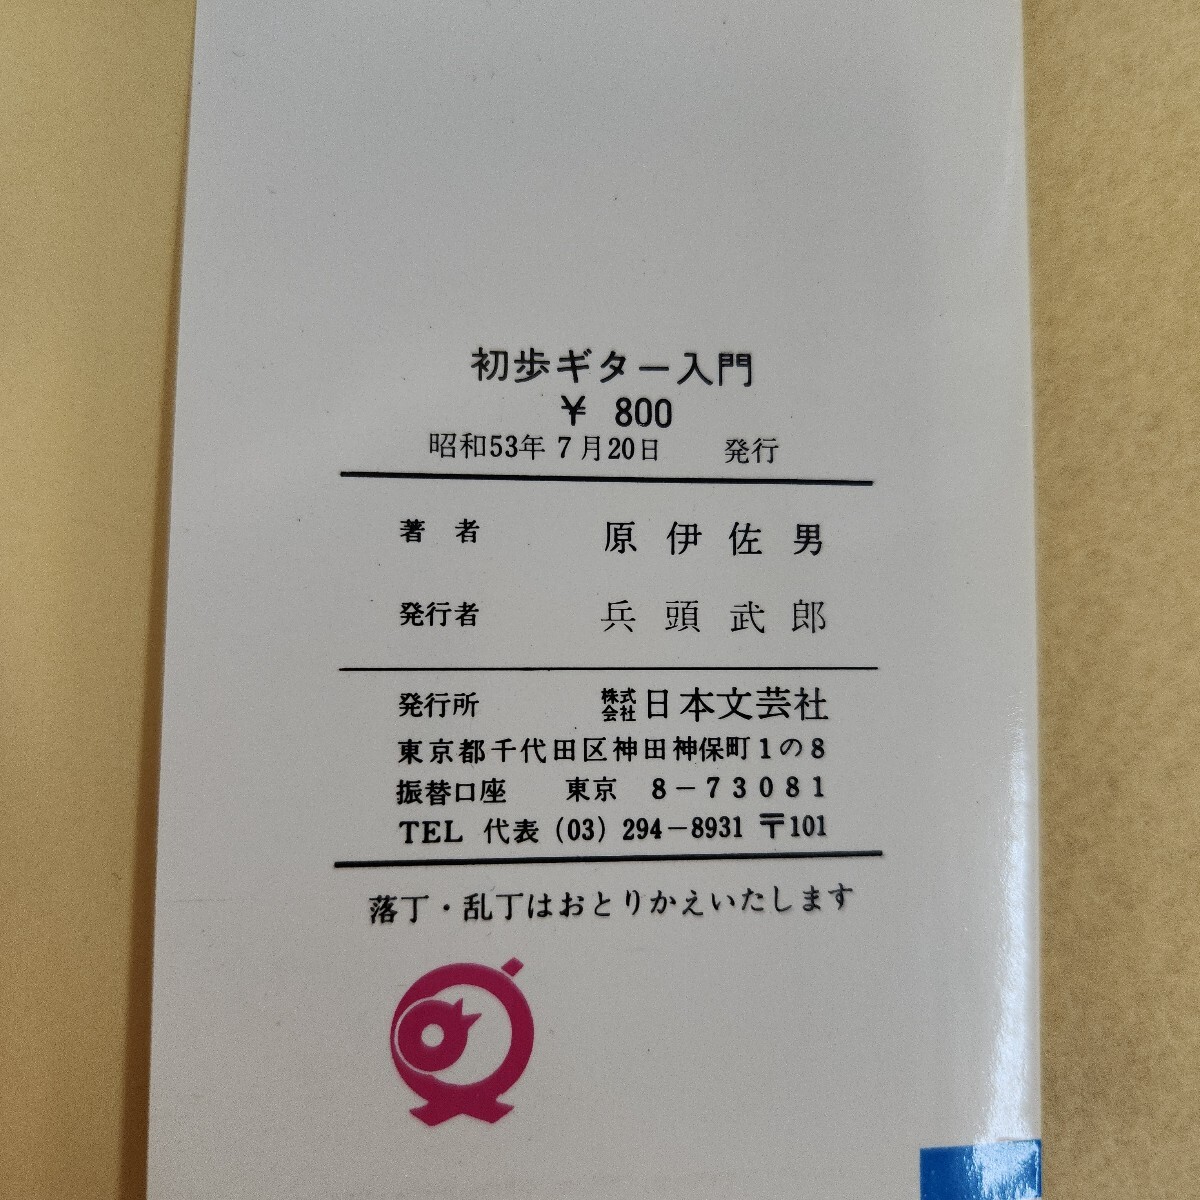 初歩ギター入門
¥ 800
昭和53年7月20日 発行
著者 原伊佐男
発行者 兵頭武郎
発行所 株式会社日本文芸社
東京都千代田区神田神保町1の8
振替口座 東京 8-73081
TEL 代表(03)294-8931 〒101
落丁・乱丁はおとりかえいたします